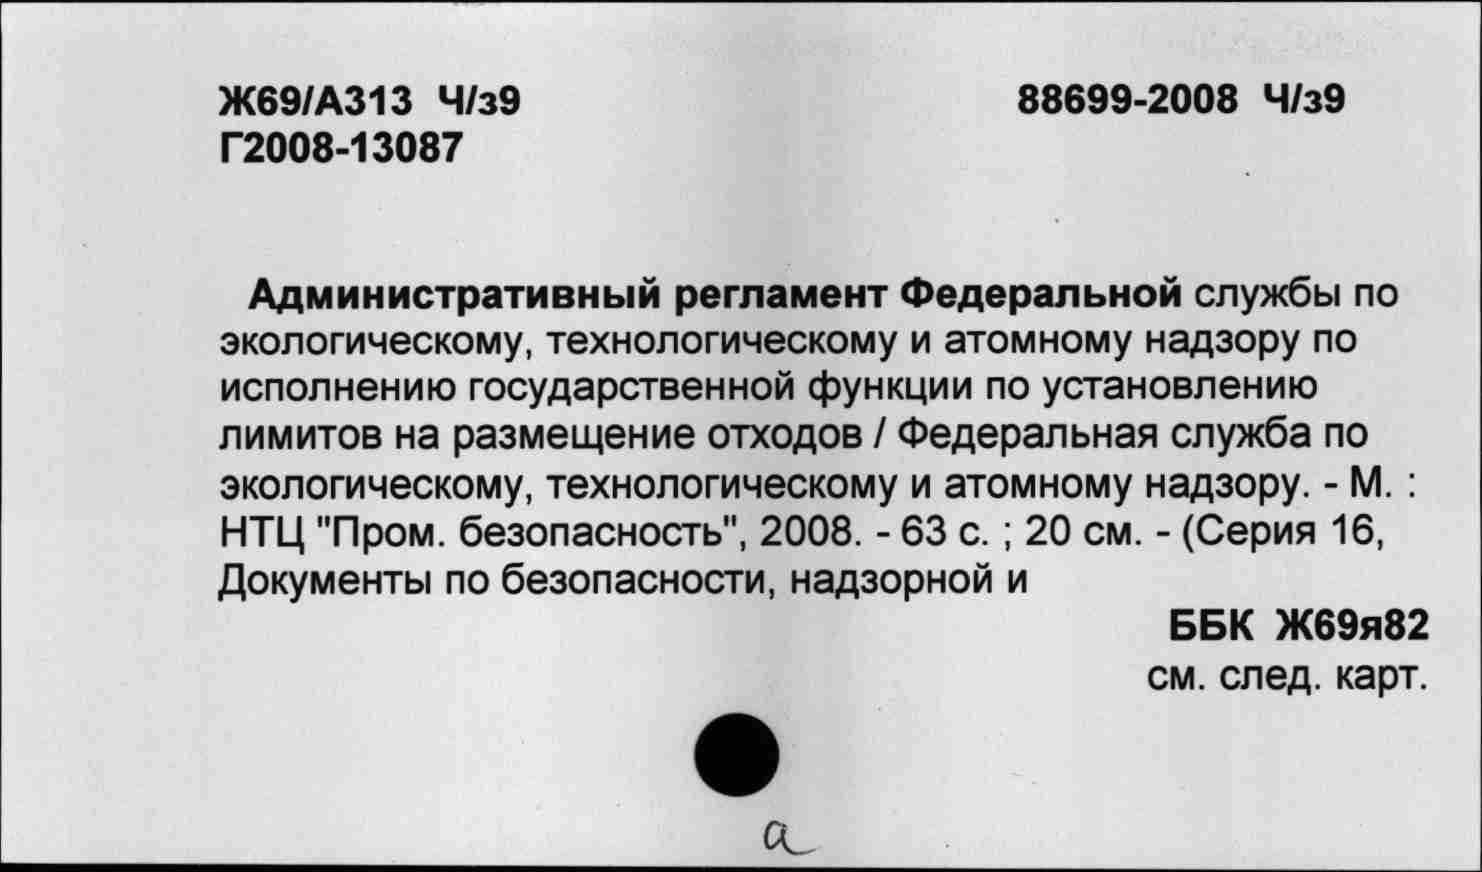 Ж69/А313 Ч/з9 88699-2008 Ч/з9
Г2008-13087
Административный регламент Федеральной службы по
экологическому, технологическому и атомному надзору по
исполнению государственной функции по установлению
лимитов на размещение отходов / Федеральная служба по
экологическому, технологическому и атомному надзору. - М. :
НТЦ "Пром. безопасность", 2008. - 63 с. ; 20 см. - (Серия 16,
Документы по безопасности, надзорной и
ББК Ж69я82
см. след. карт.
а